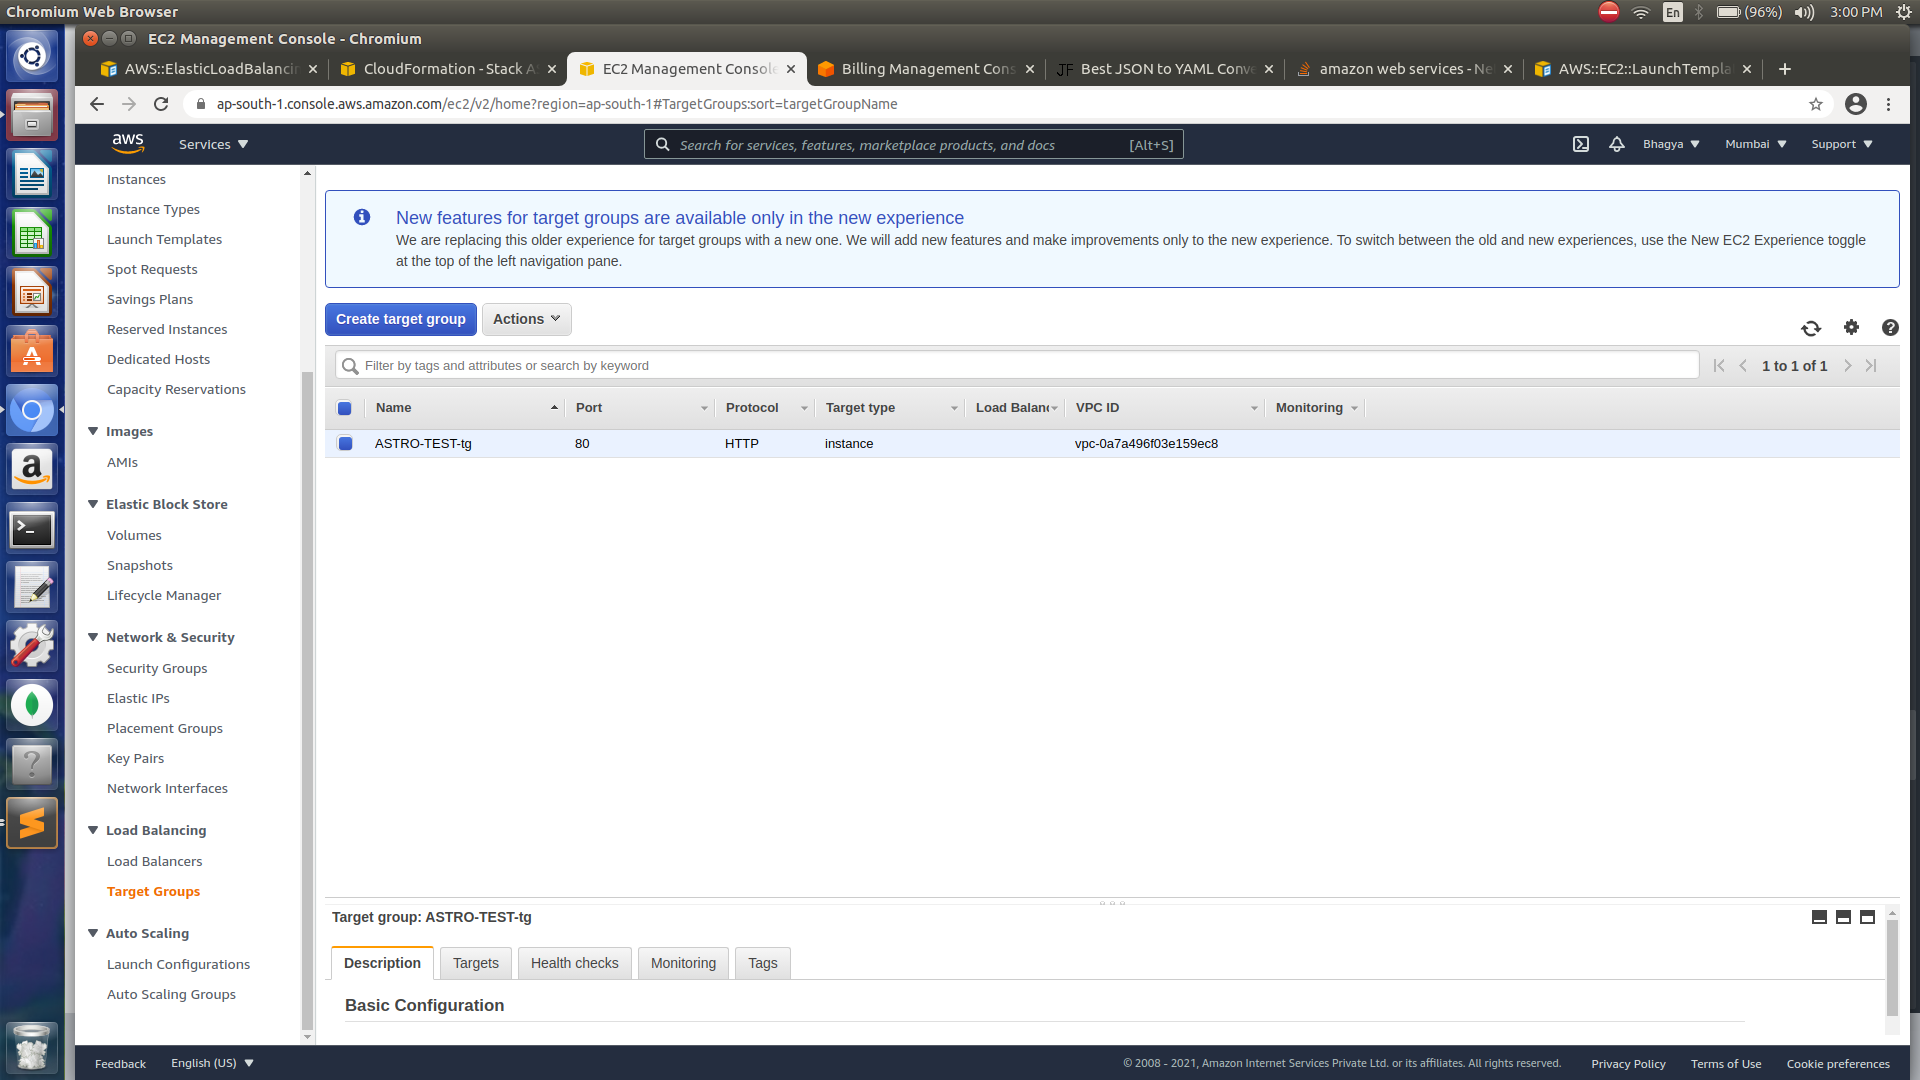 Chromium Web Browser
En
(96%)
3:00 PM
EC2 Management Console - Chromium
AWS::ElasticLoadBalancin
CloudFormation - Stack AS
EC2 Management Console
Billing Management Cons
JF Best JSON to YAML Conve
amazon web services - Ne
AWS::EC2::LaunchTempla
ap-south-1.console.aws.amazon.com/ec2/v2/home?region=ap-south-1#TargetGroups:sort=targetGroupName
aws
Services
Search for services, features, marketplace products, and docs [Alt+S]
Bhagya
Mumbai
Support
Instances
Instance Types
Launch Templates
Spot Requests
Savings Plans
Reserved Instances
Dedicated Hosts
Capacity Reservations
Images
AMIs
Elastic Block Store
Volumes
Snapshots
Lifecycle Manager
Network & Security
Security Groups
Elastic IPs
Placement Groups
Key Pairs
Network Interfaces
Load Balancing
Load Balancers
Target Groups
Auto Scaling
Launch Configurations
Auto Scaling Groups
New features for target groups are available only in the new experience
We are replacing this older experience for target groups with a new one. We will add new features and make improvements only to the new experience. To switch between the old and new experiences, use the New EC2 Experience toggle
at the top of the left navigation pane.
Create target group
Actions
Filter by tags and attributes or search by keyword
1 to 1 of 1
Name Port Protocol Target type Load Balanc VPC ID Monitoring
ASTRO-TEST-tg 80 HTTP instance vpc-0a7a496f03e159ec8
Target group: ASTRO-TEST-tg
Description Targets Health checks Monitoring Tags
Basic Configuration
Feedback
English (US)
© 2008 - 2021, Amazon Internet Services Private Ltd. or its affiliates. All rights reserved.
Privacy Policy
Terms of Use
Cookie preferences